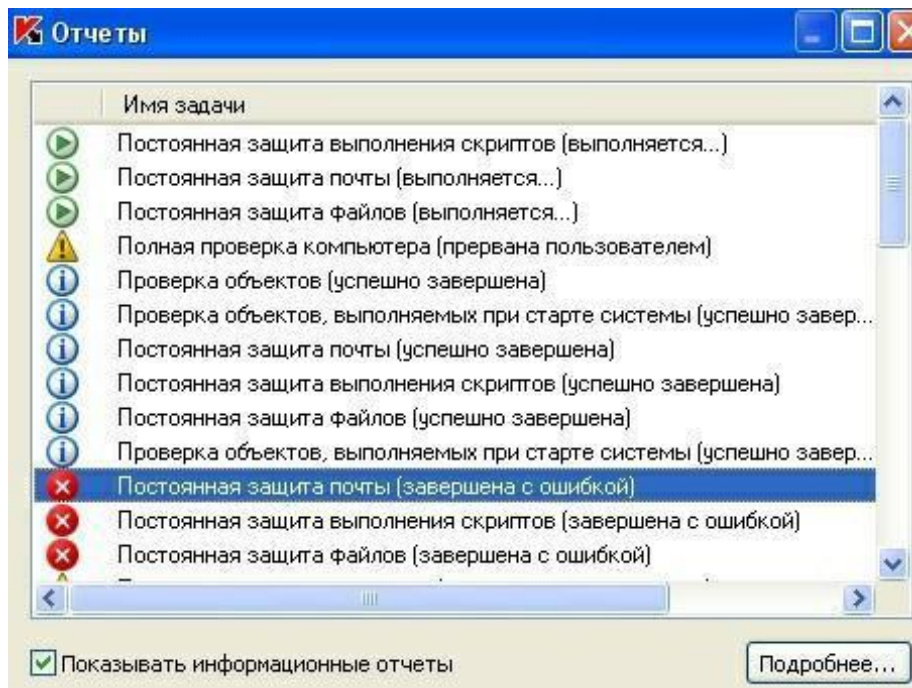 Отчеты
Имя задачи
Постоянная защита выполнения скриптов (выполняется...)
Постоянная защита почты (выполняется...)
Постоянная защита файлов (выполняется...)
Полная проверка компьютера (прервана пользователем)
Проверка объектов (успешно завершена)
Проверка объектов, выполняемых при старте системы (успешно завер...
Постоянная защита почты (успешно завершена)
Постоянная защита выполнения скриптов (успешно завершена)
Постоянная защита файлов (успешно завершена)
Проверка объектов, выполняемых при старте системы (успешно завер...
Постоянная защита почты (завершена с ошибкой)
Постоянная защита выполнения скриптов (завершена с ошибкой)
Постоянная защита файлов (завершена с ошибкой)
Показывать информационные отчеты
Подробнее...